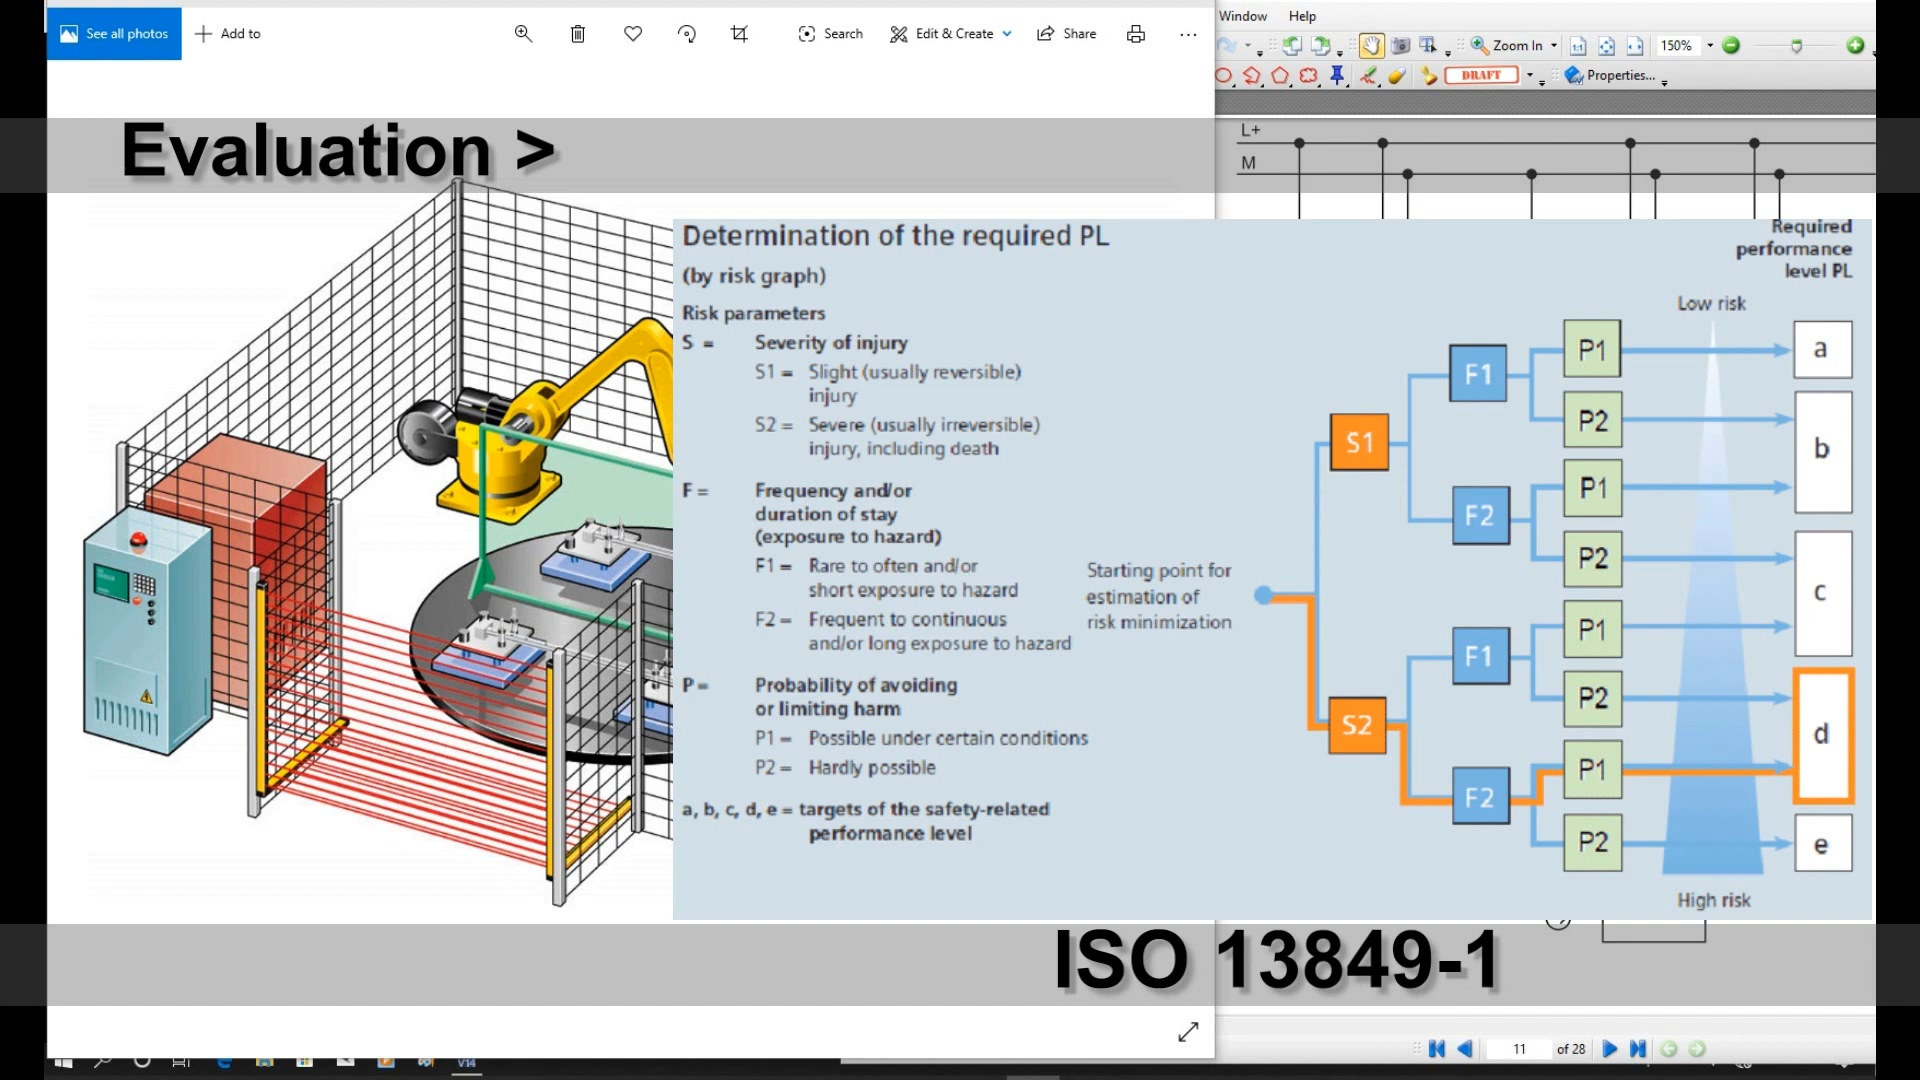 See all photos
Add to
Search
Edit & Create
Share
Window Help
Zoom In
150%
DRAFT
Properties...
Evaluation >
L+
M
Determination of the required PL
(by risk graph)
Risk parameters
S = Severity of injury
S1 = Slight (usually reversible)
injury
S2 = Severe (usually irreversible)
injury, including death
F = Frequency and/or
duration of stay
(exposure to hazard)
F1 = Rare to often and/or
short exposure to hazard
F2 = Frequent to continuous
and/or long exposure to hazard
P = Probability of avoiding
or limiting harm
P1 = Possible under certain conditions
P2 = Hardly possible
a, b, c, d, e = targets of the safety-related
performance level
Starting point for
estimation of
risk minimization
Required
performance
level PL
Low risk
S1
F1
P1
a
P2
b
F2
P1
P2
c
S2
F1
P1
P2
d
F2
P1
P2
e
High risk
ISO 13849-1
11 of 28
V14